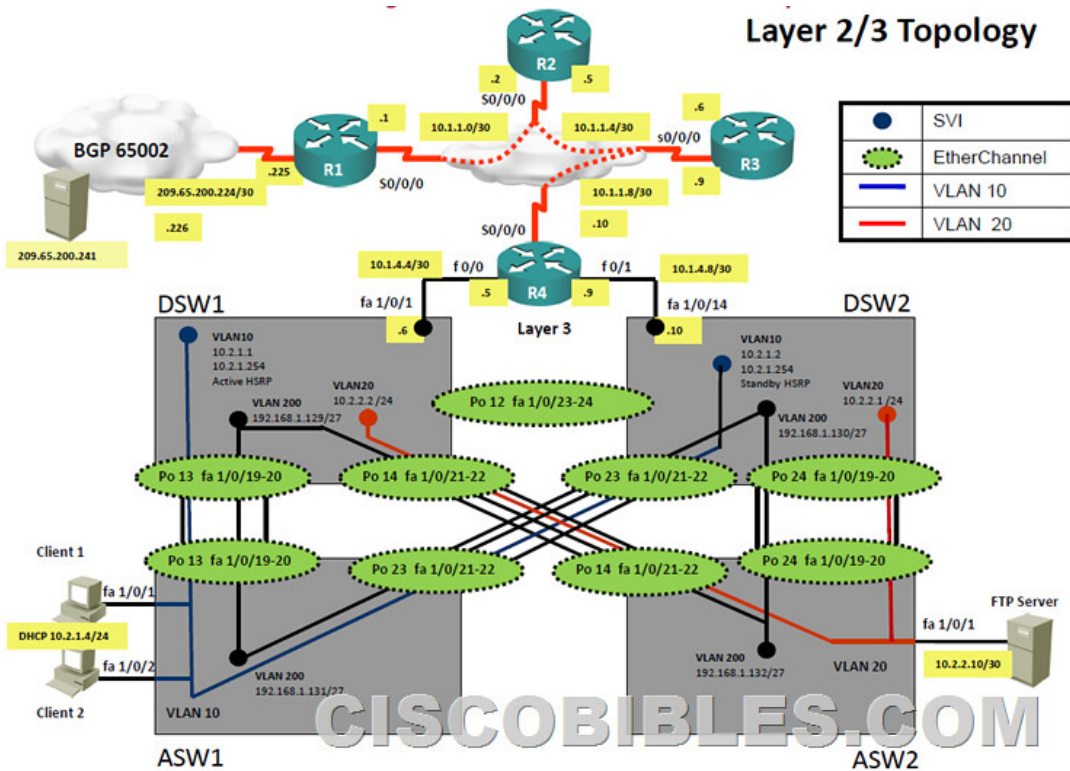 Layer 2/3 Topology
R2
.2
.5
S0/0/0
.6
.1
10.1.1.0/30
10.1.1.4/30
s0/0/0
BGP 65002
R1
R3
.225
S0/0/0
.9
209.65.200.224/30
10.1.1.8/30
.226
.10
S0/0/0
209.65.200.241
SVI
EtherChannel
VLAN 10
VLAN 20
10.1.4.4/30
f 0/0
f 0/1
10.1.4.8/30
.5
R4
.9
fa 1/0/1
fa 1/0/14
DSW1
DSW2
.6
Layer 3
.10
VLAN10
10.2.1.1
10.2.1.254
Active HSRP
VLAN10
10.2.1.2
10.2.1.254
Standby HSRP
VLAN 200
192.168.1.129/27
VLAN20
10.2.2.2 /24
Po 12 fa 1/0/23-24
VLAN20
10.2.2.1 /24
VLAN 200
192.168.1.130/27
Po 13 fa 1/0/19-20
Po 14 fa 1/0/21-22
Po 23 fa 1/0/21-22
Po 24 fa 1/0/19-20
Po 13 fa 1/0/19-20
Po 23 fa 1/0/21-22
Po 14 fa 1/0/21-22
Po 24 fa 1/0/19-20
Client 1
fa 1/0/1
DHCP 10.2.1.4/24
fa 1/0/2
Client 2
FTP Server
fa 1/0/1
10.2.2.10/30
VLAN 200
192.168.1.131/27
VLAN 10
VLAN 200
192.168.1.132/27
VLAN 20
CISCOBIBLES.COM
ASW1
ASW2